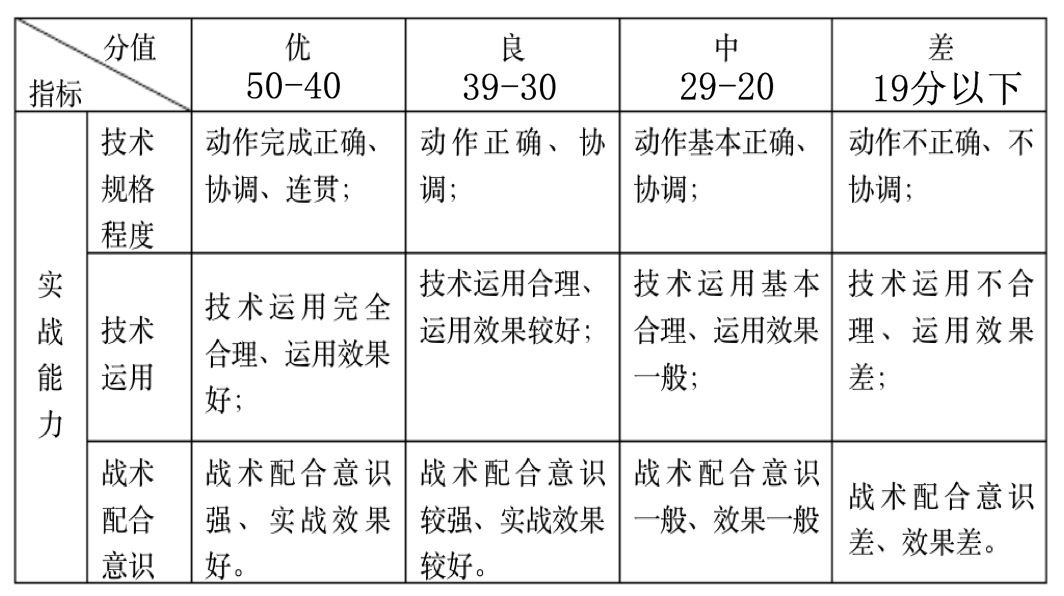 分值
指标
优
50-40
良
39-30
中
29-20
差
19分以下
实
战
能
力
技术
规格
程度
动作完成正确、
协调、连贯；
动作正确、协
调；
动作基本正确、
协调；
动作不正确、不
协调；
技术
运用
技术运用完全
合理、运用效果
好；
技术运用合理、
运用效果较好；
技术运用基本
合理、运用效果
一般；
技术运用不合
理、运用效果
差；
战术
配合
意识
战术配合意识
强、实战效果
好。
战术配合意识
较强、实战效果
较好。
战术配合意识
一般、效果一般
战术配合意识
差、效果差。